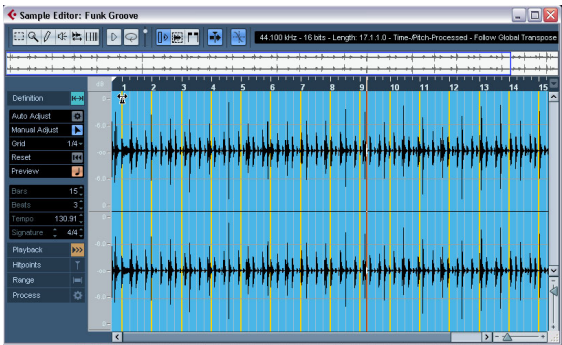 Sample Editor: Funk Groove
44.100 kHz - 16 bits - Length: 17.1.1.0 - Time-/Pitch-Processed - Follow Global Transpose
1 2 3 4 5 6 7 8 9 10 11 12 13 14 15
Definition
Auto Adjust
Manual Adjust
Grid 1/4
Reset
Preview
Bars 15
Beats 3
Tempo 130.91
Signature 4/4
Playback
Hitpoints
Range
Process